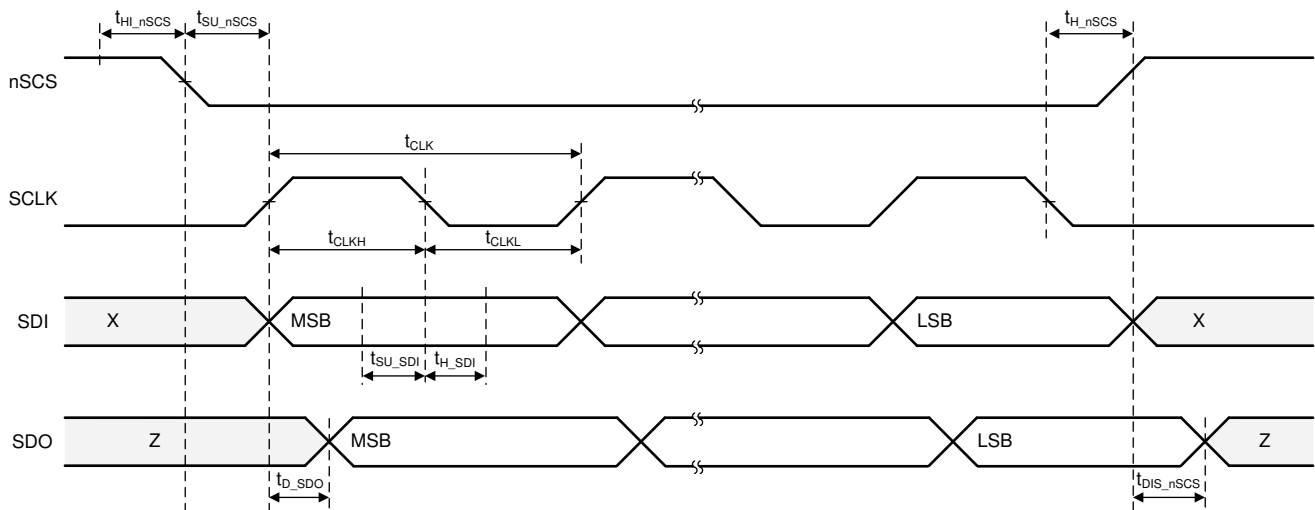 tHI_nSCS tSU_nSCS tH_nSCS
nSCS
tCLK
SCLK
tCLKH tCLKL
SDI X MSB LSB X
tSU_SDI tH_SDI
SDO Z MSB LSB Z
tD_SDO tDIS_nSCS